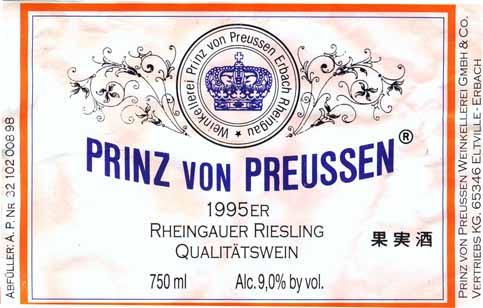 Weinkellerei Prinz von Preussen Erbach Rheingau ★
PRINZ VON PREUSSEN®
1995ER
RHEINGAUER RIESLING
QUALITÄTSWEIN
果実酒
750 ml Alc. 9,0% by vol.
ABFÜLLER: A. P. NR. 32 102 008 98
PRINZ VON PREUSSEN WEINKELLEREI GMBH & CO.
VERTRIEBS KG, 65346 ELTVILLE - ERBACH